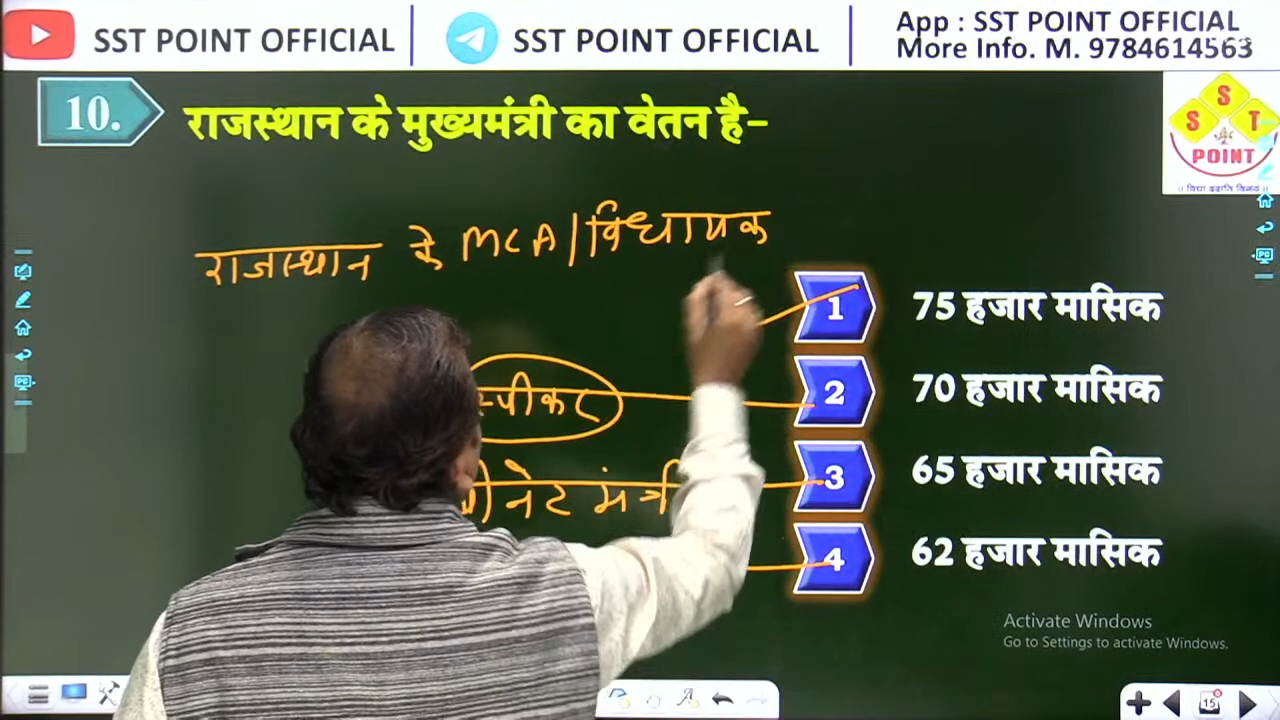 SST POINT OFFICIAL
SST POINT OFFICIAL
App : SST POINT OFFICIAL
More Info. M. 9784614563
10. राजस्थान के मुख्यमंत्री का वेतन है-
S
S T
POINT
राजस्थान के MLA/विधायक
1 75 हजार मासिक
स्पीकर
2 70 हजार मासिक
मंत्री
3 65 हजार मासिक
4 62 हजार मासिक
Activate Windows
Go to Settings to activate Windows.
15